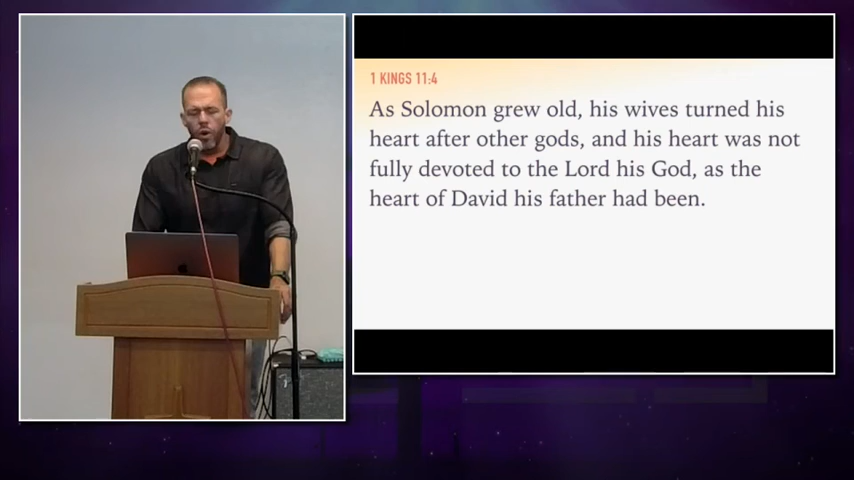 1 KINGS 11:4
As Solomon grew old, his wives turned his
heart after other gods, and his heart was not
fully devoted to the Lord his God, as the
heart of David his father had been.